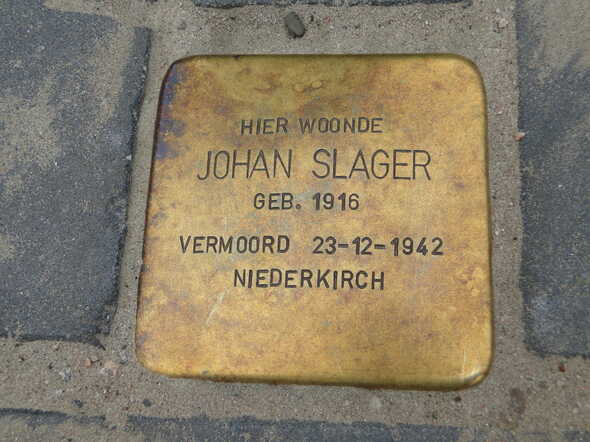 HIER WOONDE
JOHAN SLAGER
GEB. 1916
VERMOORD 23-12-1942
NIEDERKIRCH